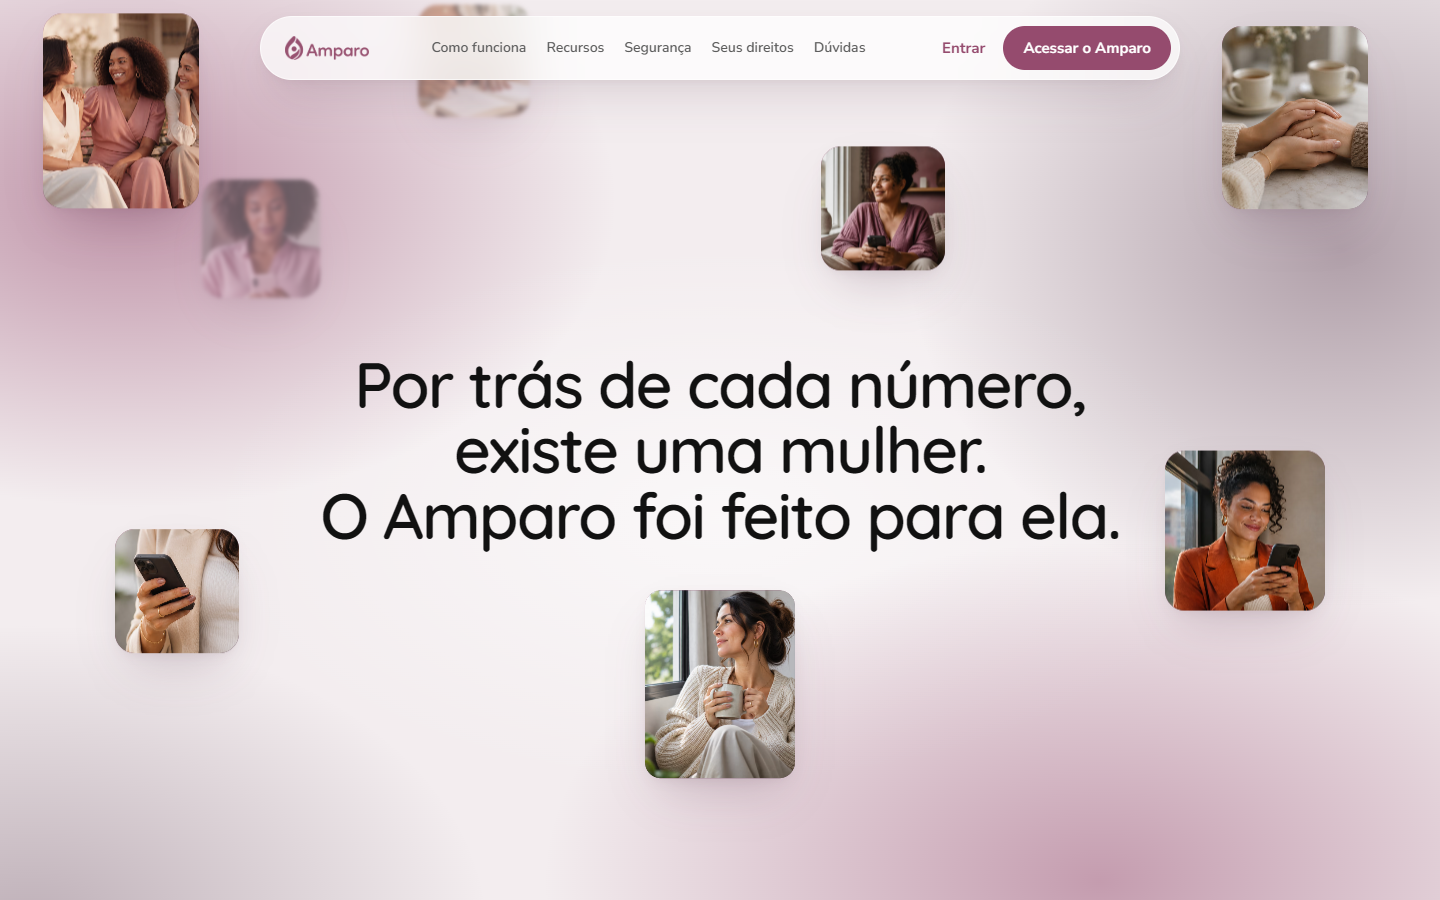 Amparo
Como funciona
Recursos
Segurança
Seus direitos
Dúvidas
Entrar
Acessar o Amparo
Por trás de cada número,
existe uma mulher.
O Amparo foi feito para ela.